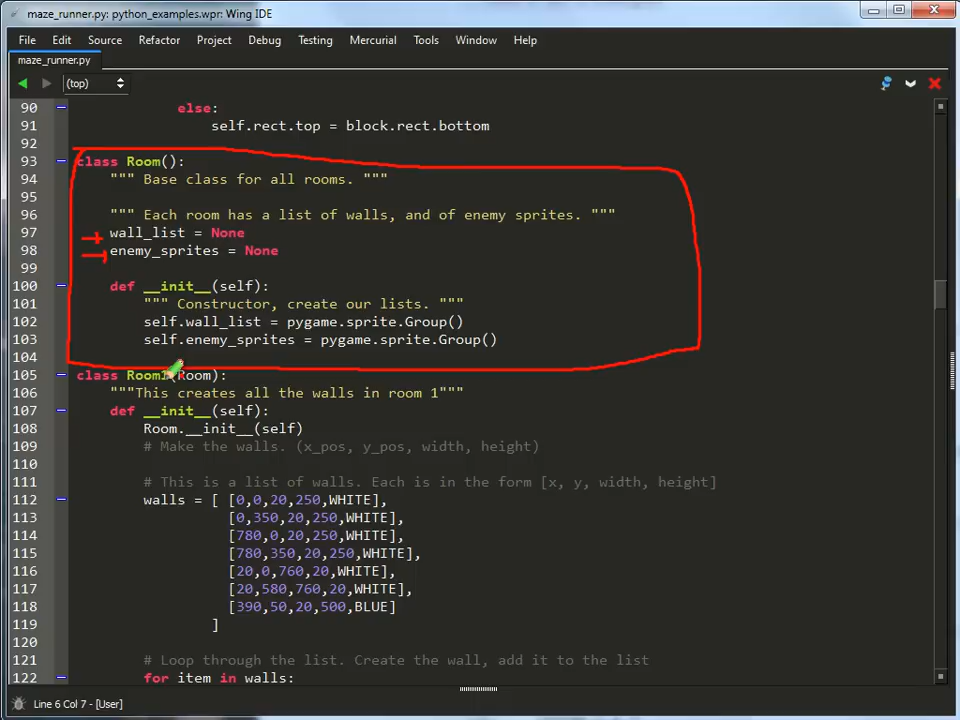 maze_runner.py: python_examples.wpr: Wing IDE
File Edit Source Refactor Project Debug Testing Mercurial Tools Window Help
maze_runner.py
(top)
90 else:
91 self.rect.top = block.rect.bottom
92
93 class Room():
94 """ Base class for all rooms. """
95
96 """ Each room has a list of walls, and of enemy sprites. """
97 wall_list = None
98 enemy_sprites = None
99
100 def __init__(self):
101 """ Constructor, create our lists. """
102 self.wall_list = pygame.sprite.Group()
103 self.enemy_sprites = pygame.sprite.Group()
104
105 class Room1(Room):
106 """This creates all the walls in room 1"""
107 def __init__(self):
108 Room.__init__(self)
109 # Make the walls. (x_pos, y_pos, width, height)
110
111 # This is a list of walls. Each is in the form [x, y, width, height]
112 walls = [ [0,0,20,250,WHITE],
113 [0,350,20,250,WHITE],
114 [780,0,20,250,WHITE],
115 [780,350,20,250,WHITE],
116 [20,0,760,20,WHITE],
117 [20,580,760,20,WHITE],
118 [390,50,20,500,BLUE]
119 ]
120
121 # Loop through the list. Create the wall, add it to the list
122 for item in walls:
Line 6 Col 7 - [User]